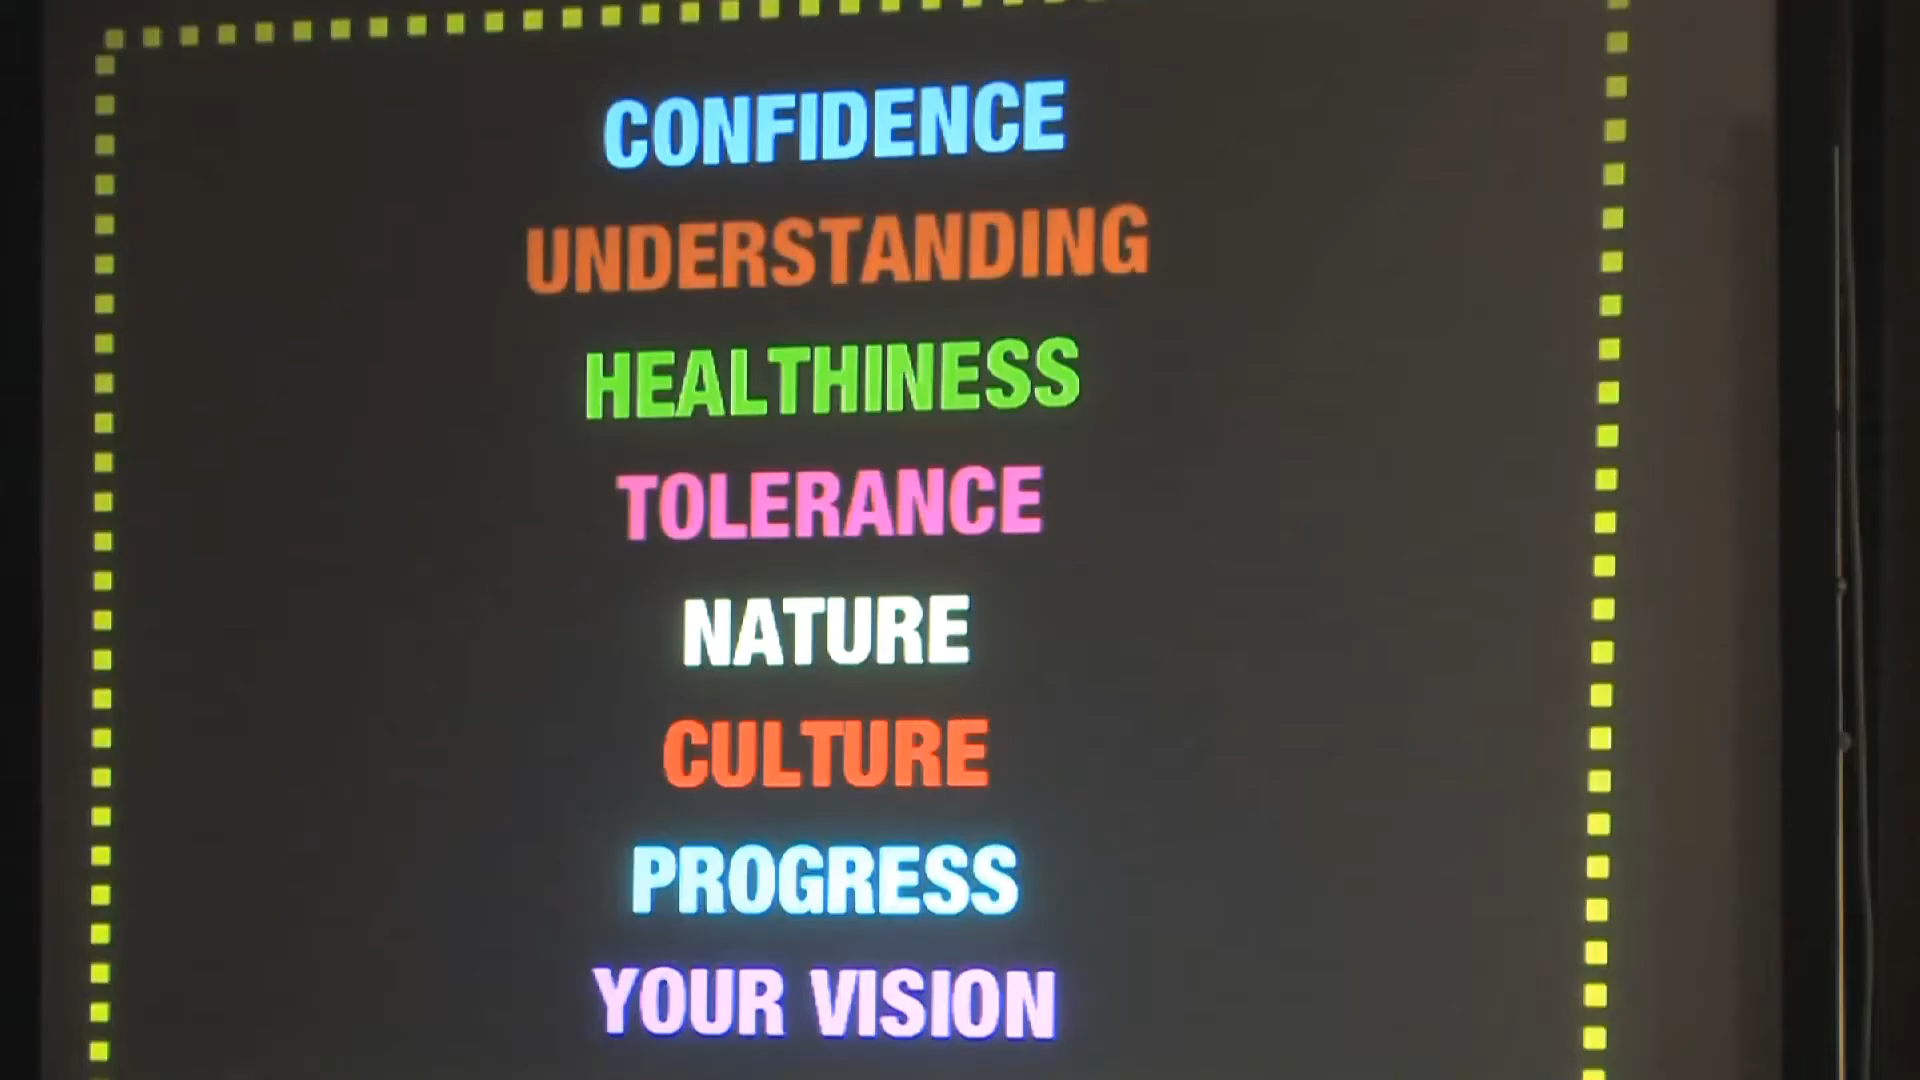 CONFIDENCE
UNDERSTANDING
HEALTHINESS
TOLERANCE
NATURE
CULTURE
PROGRESS
YOUR VISION